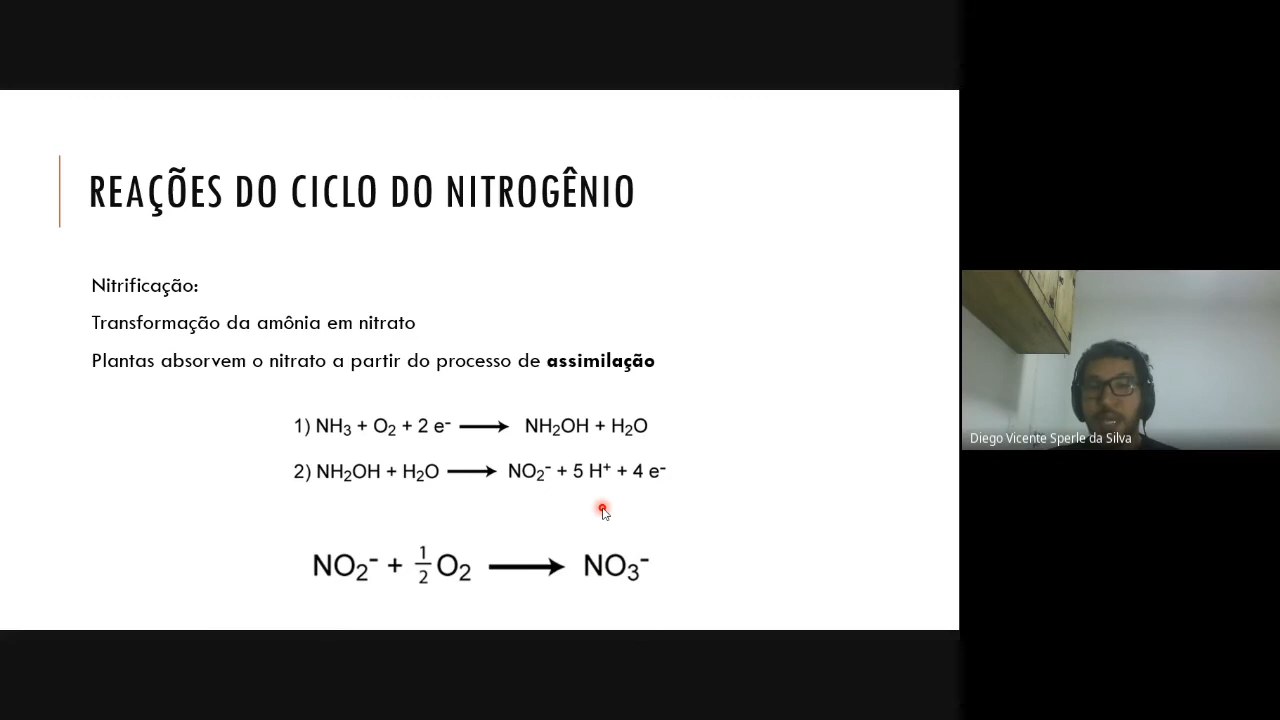 REAÇÕES DO CICLO DO NITROGÊNIO
Nitrificação:
Transformação da amônia em nitrato
Plantas absorvem o nitrato a partir do processo de assimilação
1) NH₃ + O₂ + 2 e⁻ ⟶ NH₂OH + H₂O
2) NH₂OH + H₂O ⟶ NO₂⁻ + 5 H⁺ + 4 e⁻
NO₂⁻ + ½ O₂ ⟶ NO₃⁻
Diego Vicente Sperle da Silva